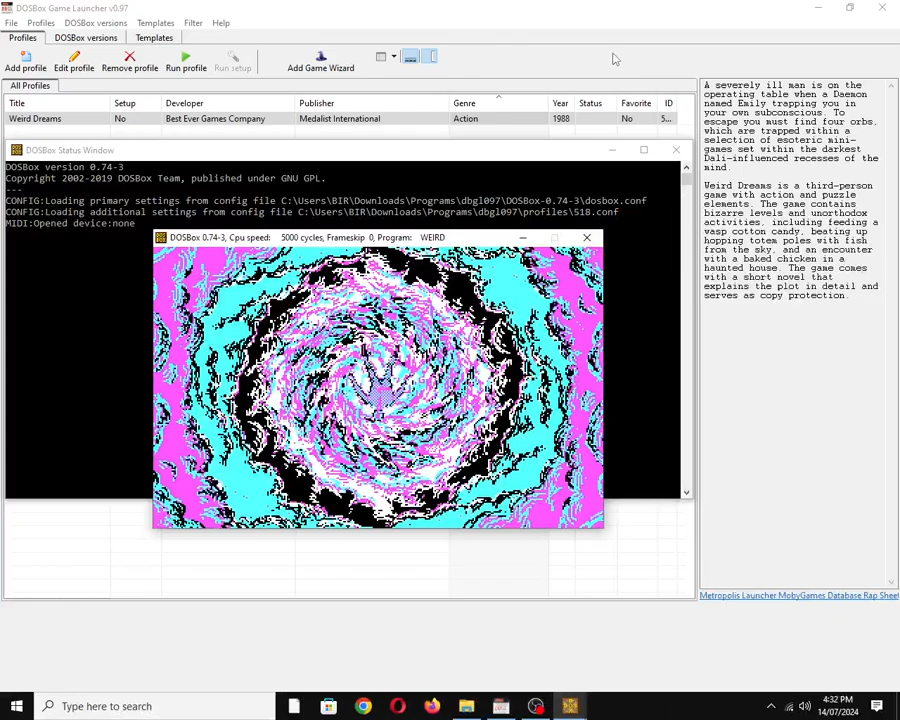 DOSBox Game Launcher v0.97
File Profiles DOSBox versions Templates Filter Help
Profiles DOSBox versions Templates
Add profile Edit profile Remove profile Run profile Run setup Add Game Wizard
All Profiles
Title Setup Developer Publisher Genre Year Status Favorite ID
Weird Dreams No Best Ever Games Company Medalist International Action 1988 No 5...
DOSBox Status Window
DOSBox version 0.74-3
Copyright 2002-2019 DOSBox Team, published under GNU GPL.
---
CONFIG:Loading primary settings from config file C:\Users\BIR\Downloads\Programs\dbgl097\DOSBox-0.74-3\dosbox.conf
CONFIG:Loading additional settings from config file C:\Users\BIR\Downloads\Programs\dbgl097\profiles\518.conf
MIDI:Opened device:none
DOSBox 0.74-3, Cpu speed: 5000 cycles, Frameskip 0, Program: WEIRD
A severely ill man is on the
operating table when a Daemon
named Emily trapping you in
your own subconscious. To
escape you must find four orbs,
which are trapped within a
selection of esoteric mini-
games set within the darkest
Dali-influenced recesses of the
mind.
Weird Dreams is a third-person
game with action and puzzle
elements. The game contains
bizarre levels and unorthodox
activities, including feeding a
wasp cotton candy, beating up
hopping totem poles with fish
from the sky, and an encounter
with a baked chicken in a
haunted house. The game comes
with a short novel that
explains the plot in detail and
serves as copy protection.
Metropolis Launcher MobyGames Database Rap Sheet
Type here to search
4:32 PM
14/07/2024